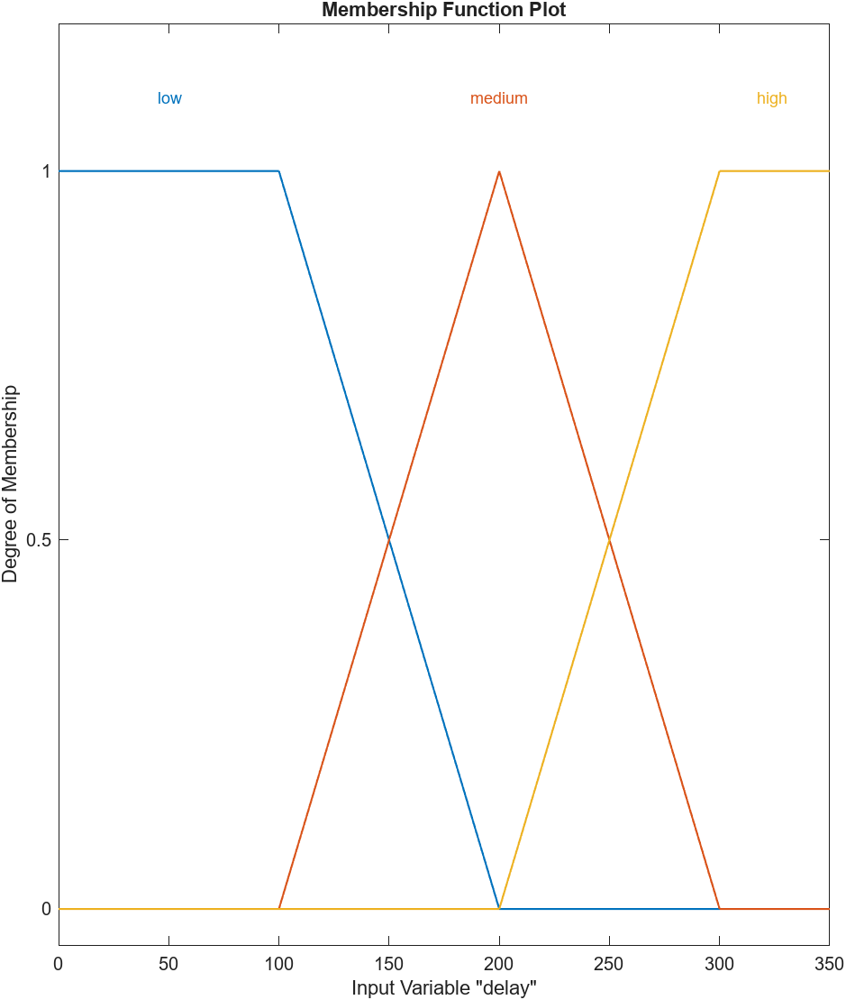 Membership Function Plot
low medium high
1
0.5
0
Degree of Membership
0 50 100 150 200 250 300 350
Input Variable "delay"